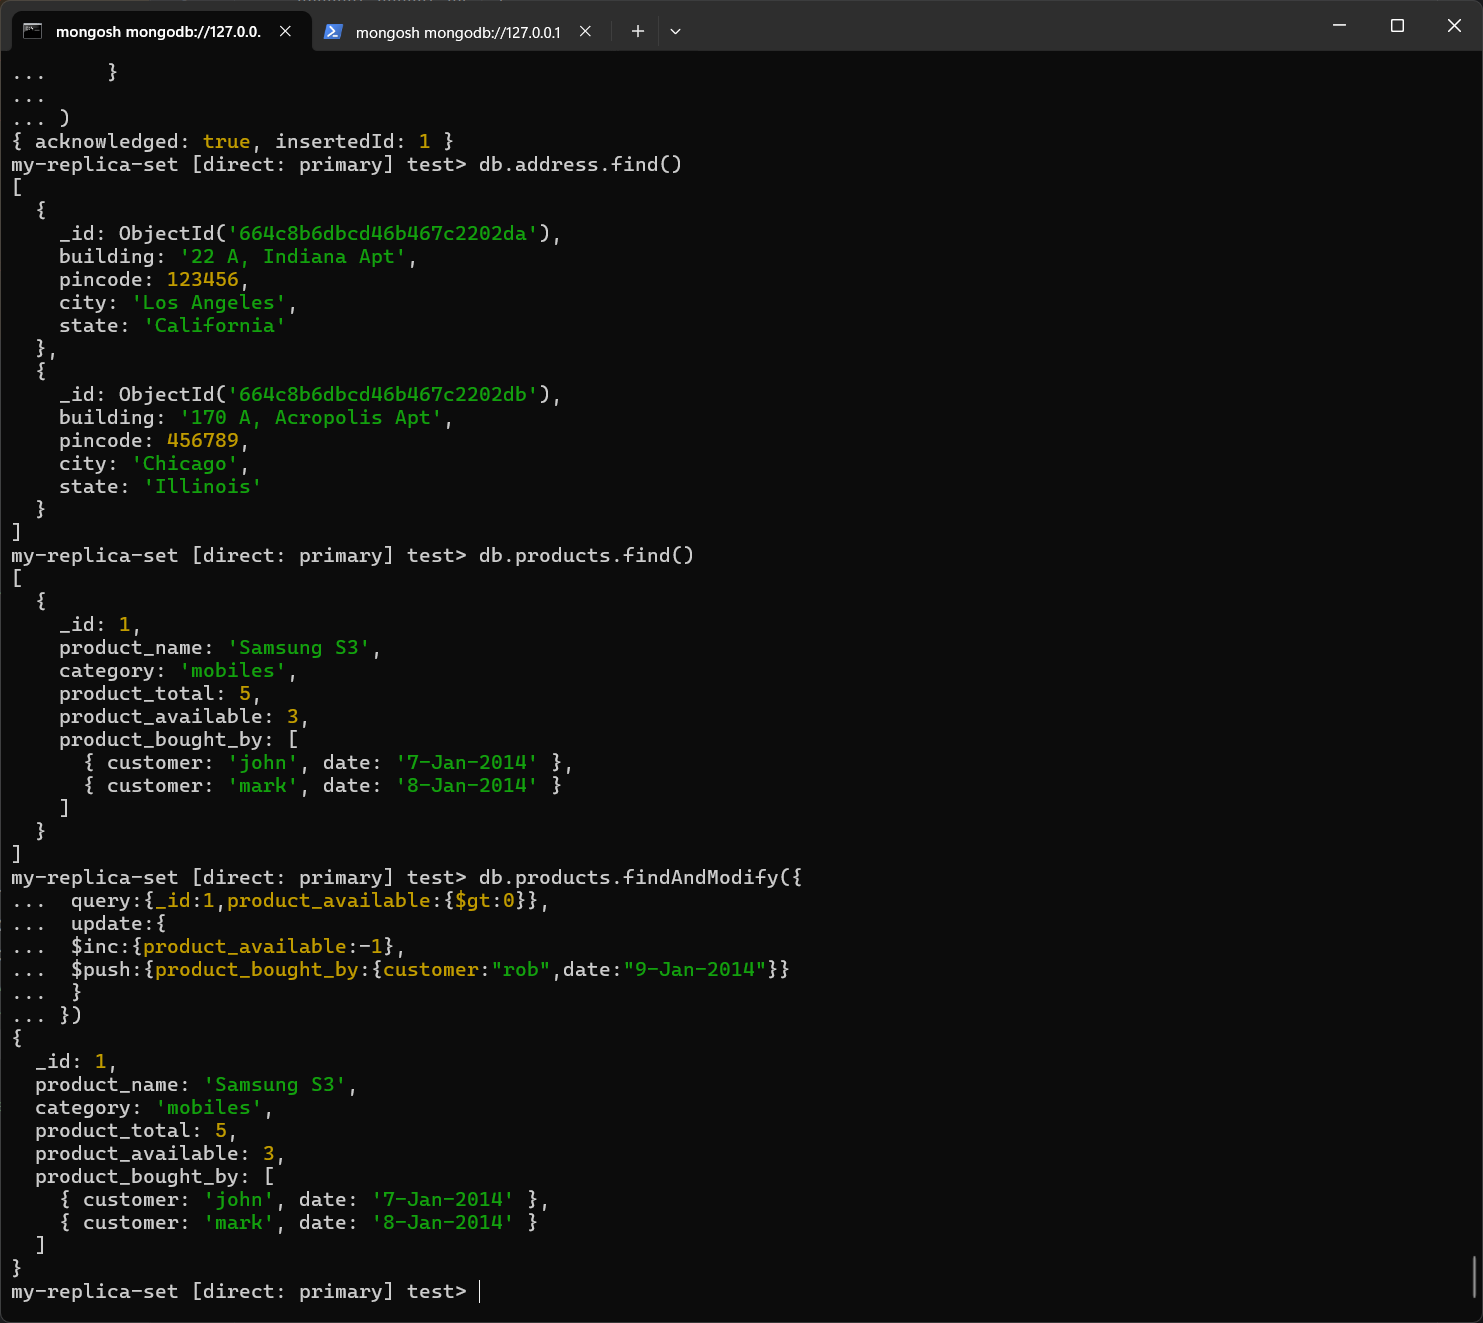 mongosh mongodb://127.0.0.
mongosh mongodb://127.0.0.1
...     }
...
... )
{ acknowledged: true, insertedId: 1 }
my-replica-set [direct: primary] test> db.address.find()
[
  {
    _id: ObjectId('664c8b6dbcd46b467c2202da'),
    building: '22 A, Indiana Apt',
    pincode: 123456,
    city: 'Los Angeles',
    state: 'California'
  },
  {
    _id: ObjectId('664c8b6dbcd46b467c2202db'),
    building: '170 A, Acropolis Apt',
    pincode: 456789,
    city: 'Chicago',
    state: 'Illinois'
  }
]
my-replica-set [direct: primary] test> db.products.find()
[
  {
    _id: 1,
    product_name: 'Samsung S3',
    category: 'mobiles',
    product_total: 5,
    product_available: 3,
    product_bought_by: [
      { customer: 'john', date: '7-Jan-2014' },
      { customer: 'mark', date: '8-Jan-2014' }
    ]
  }
]
my-replica-set [direct: primary] test> db.products.findAndModify({
...  query:{_id:1,product_available:{$gt:0}},
...  update:{
...  $inc:{product_available:-1},
...  $push:{product_bought_by:{customer:"rob",date:"9-Jan-2014"}}
...  }
... })
{
  _id: 1,
  product_name: 'Samsung S3',
  category: 'mobiles',
  product_total: 5,
  product_available: 3,
  product_bought_by: [
    { customer: 'john', date: '7-Jan-2014' },
    { customer: 'mark', date: '8-Jan-2014' }
  ]
}
my-replica-set [direct: primary] test>